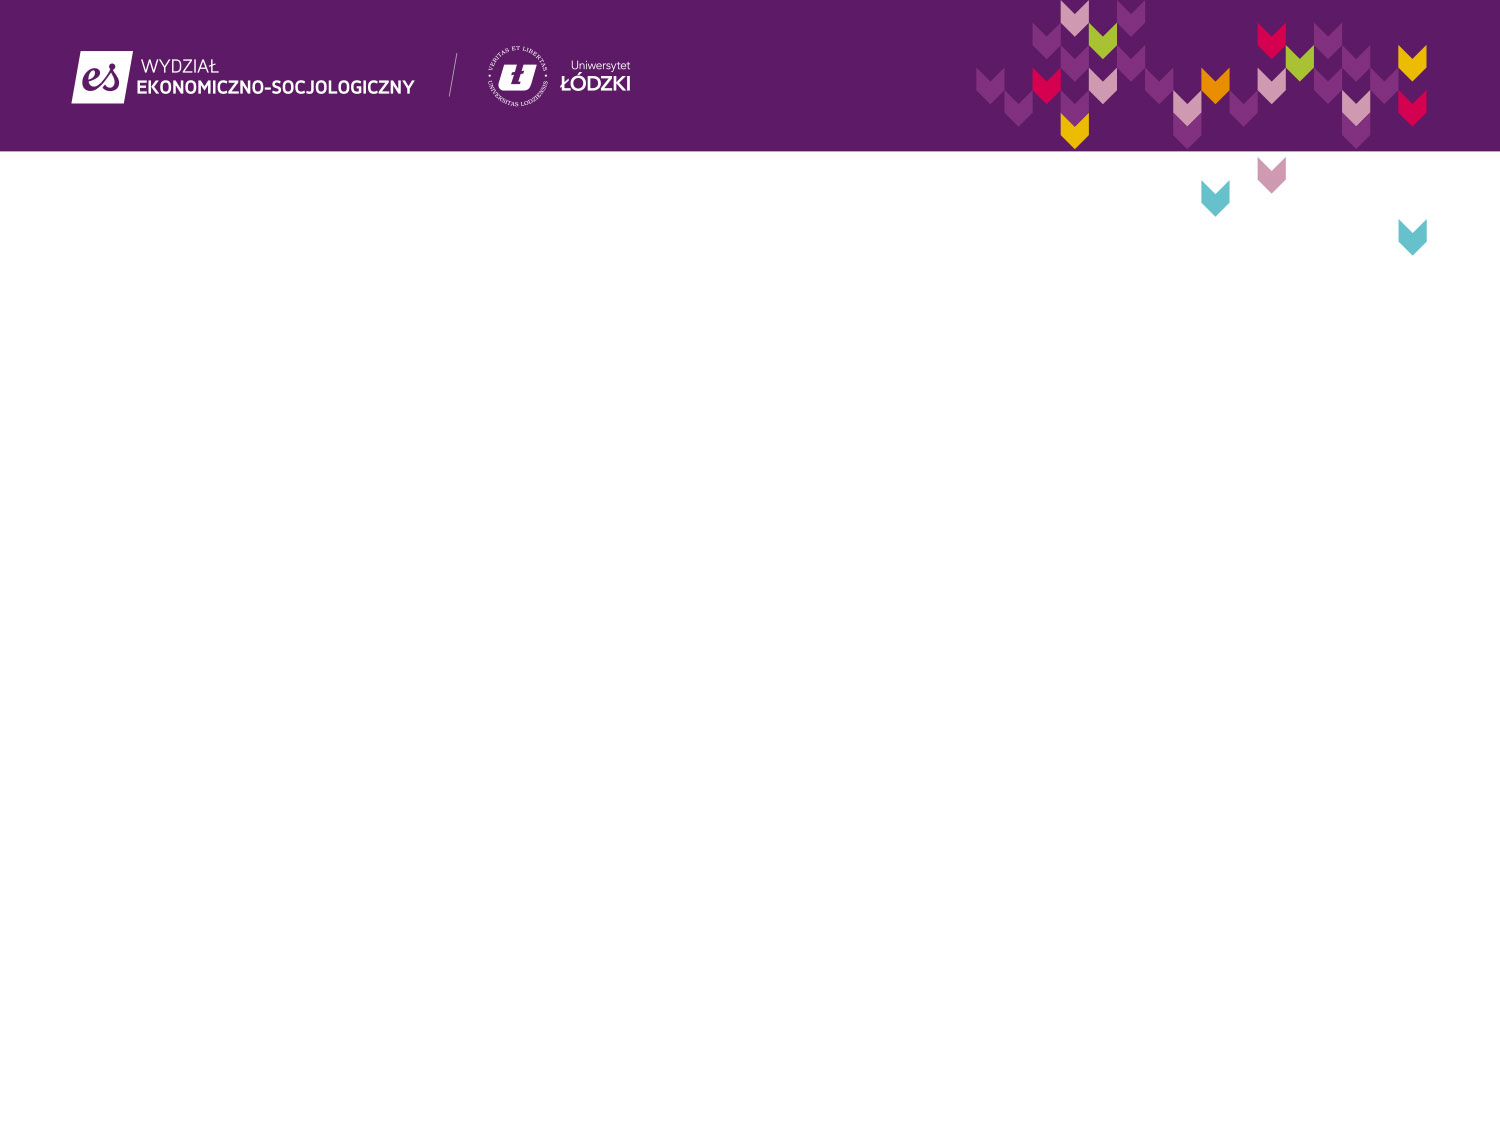 es
WYDZIAŁ
EKONOMICZNO-SOCJOLOGICZNY
VERITAS ET LIBERTAS
UNIVERSITAS LODZIENSIS
Uniwersytet
ŁÓDZKI